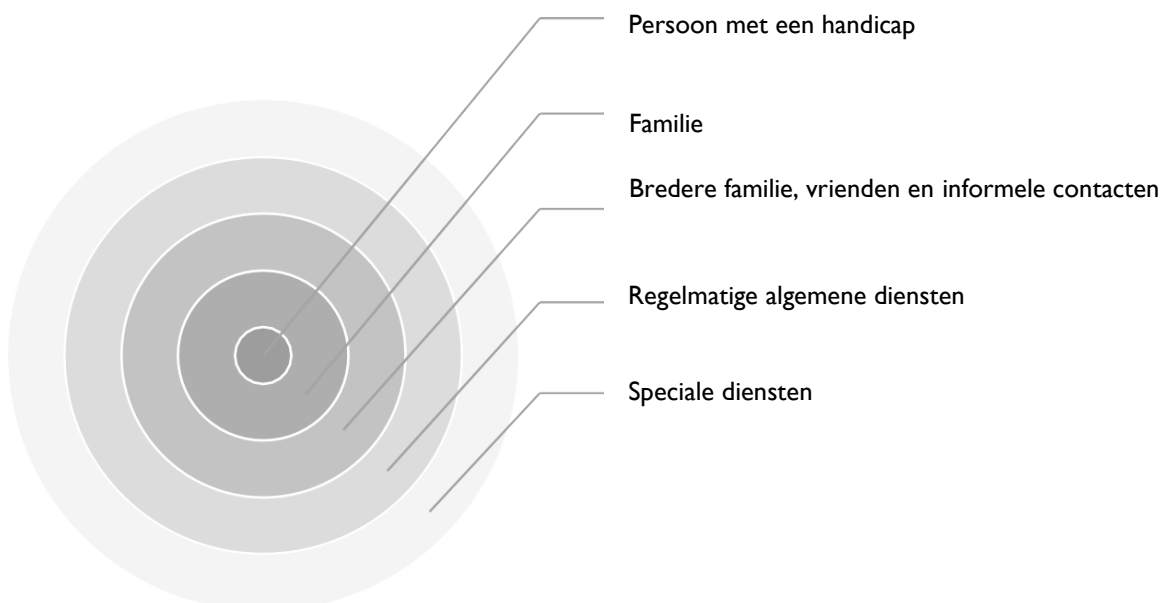 Persoon met een handicap
Familie
Bredere familie, vrienden en informele contacten
Regelmatige algemene diensten
Speciale diensten